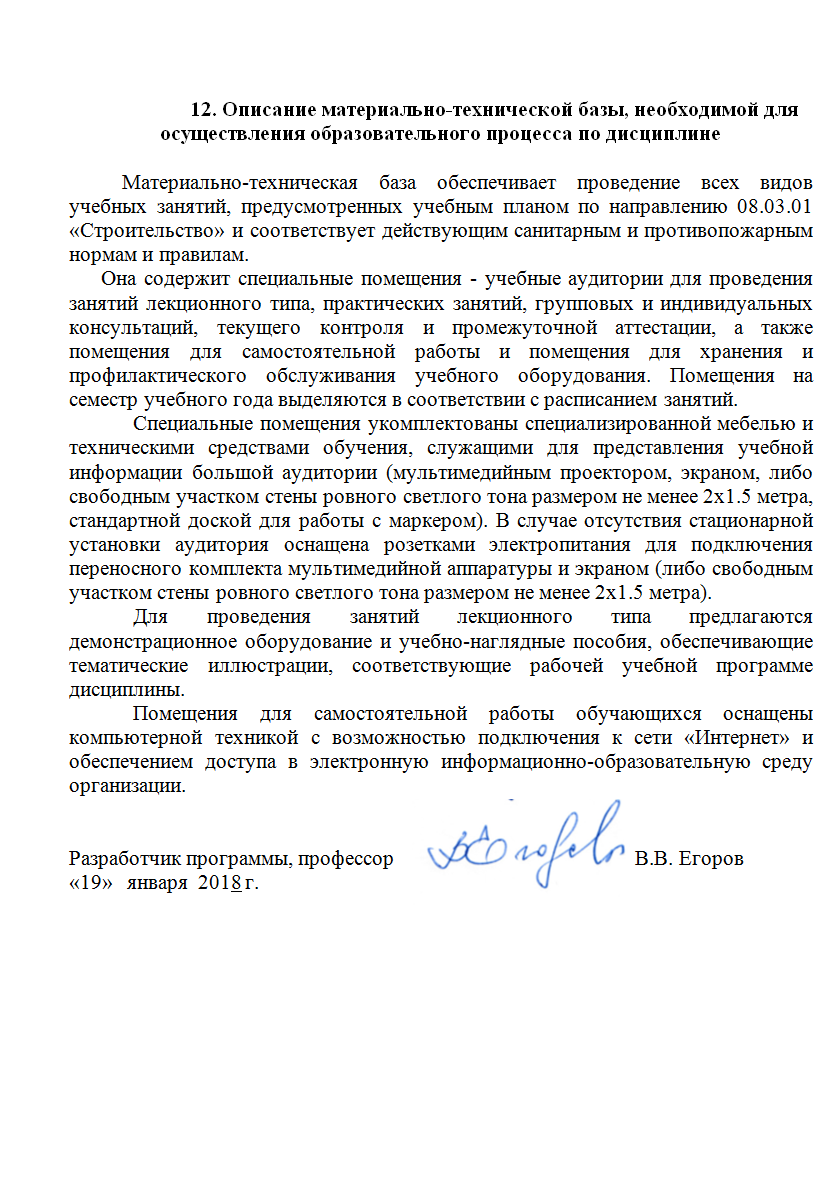 12. Описание материально-технической базы, необходимой для
осуществления образовательного процесса по дисциплине
Материально-техническая база обеспечивает проведение всех видов
учебных занятий, предусмотренных учебным планом по направлению 08.03.01
«Строительство» и соответствует действующим санитарным и противопожарным
нормам и правилам.
Она содержит специальные помещения - учебные аудитории для проведения
занятий лекционного типа, практических занятий, групповых и индивидуальных
консультаций, текущего контроля и промежуточной аттестации, а также
помещения для самостоятельной работы и помещения для хранения и
профилактического обслуживания учебного оборудования. Помещения на
семестр учебного года выделяются в соответствии с расписанием занятий.
Специальные помещения укомплектованы специализированной мебелью и
техническими средствами обучения, служащими для представления учебной
информации большой аудитории (мультимедийным проектором, экраном, либо
свободным участком стены ровного светлого тона размером не менее 2х1.5 метра,
стандартной доской для работы с маркером). В случае отсутствия стационарной
установки аудитория оснащена розетками электропитания для подключения
переносного комплекта мультимедийной аппаратуры и экраном (либо свободным
участком стены ровного светлого тона размером не менее 2х1.5 метра).
Для проведения занятий лекционного типа предлагаются
демонстрационное оборудование и учебно-наглядные пособия, обеспечивающие
тематические иллюстрации, соответствующие рабочей учебной программе
дисциплины.
Помещения для самостоятельной работы обучающихся оснащены
компьютерной техникой с возможностью подключения к сети «Интернет» и
обеспечением доступа в электронную информационно-образовательную среду
организации.
Разработчик программы, профессор В.В. Егоров
«19» января 2018 г.